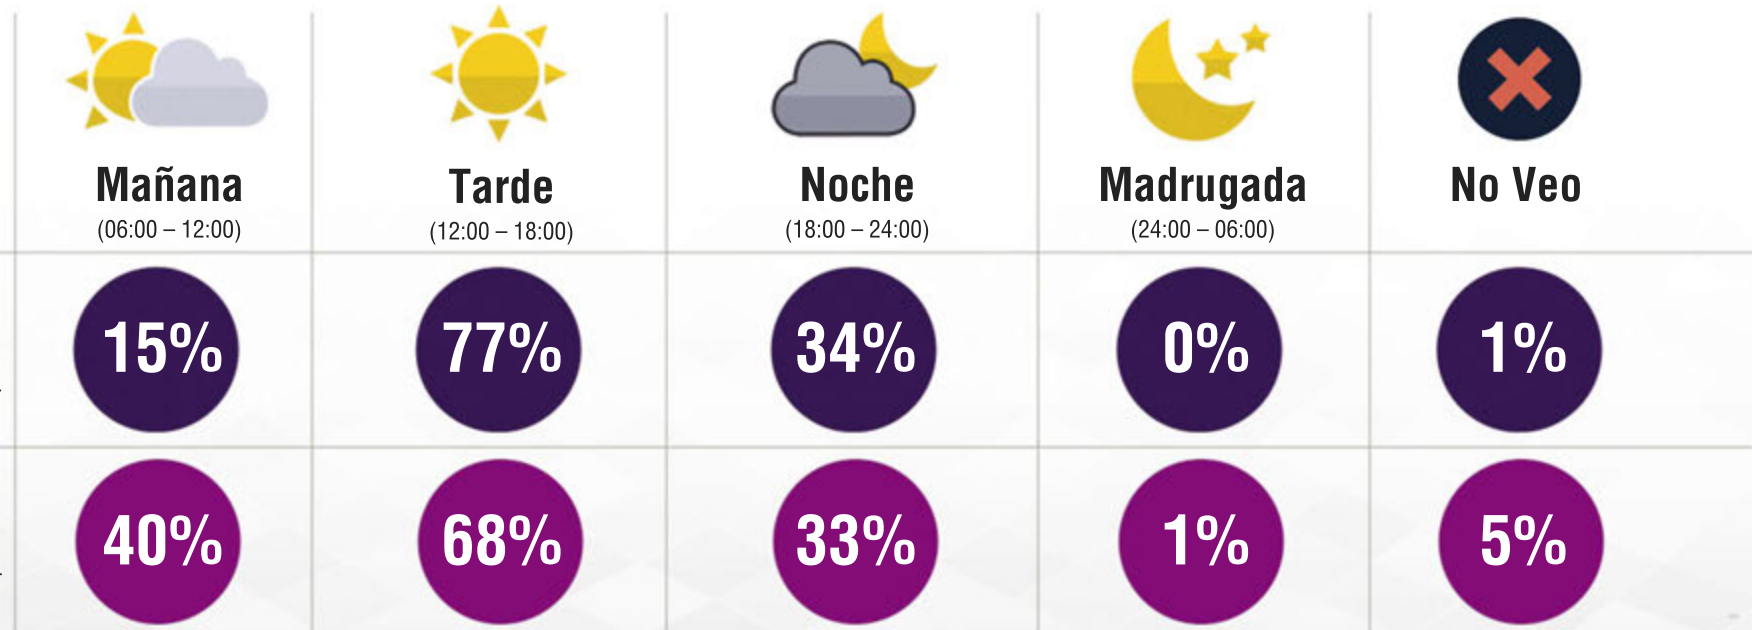 Mañana Tarde Noche Madrugada No Veo
(06:00 – 12:00) (12:00 – 18:00) (18:00 – 24:00) (24:00 – 06:00)
15% 77% 34% 0% 1%
40% 68% 33% 1% 5%